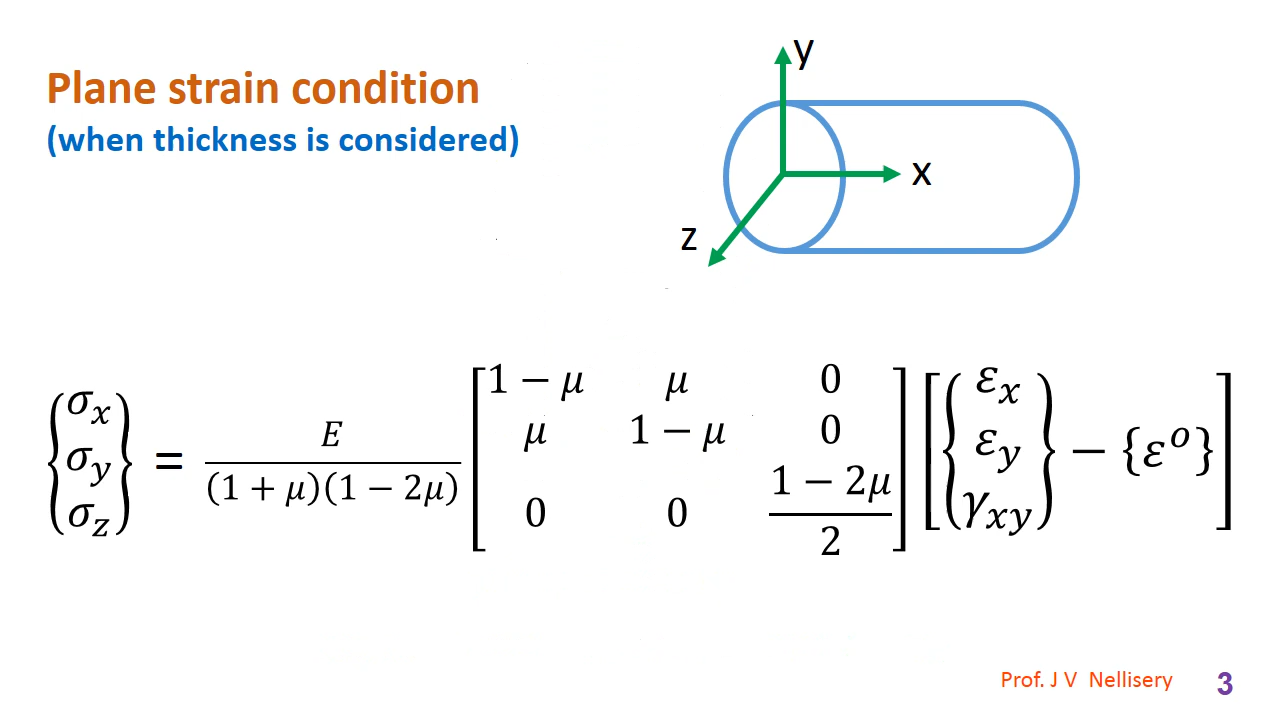 Plane strain condition
(when thickness is considered)
y
x
z
{σx σy σz} = E/((1 + μ)(1 − 2μ)) [1 − μ μ 0; μ 1 − μ 0; 0 0 (1 − 2μ)/2] [{εx εy γxy} − {ε⁰}]
Prof. J V Nellisery
3